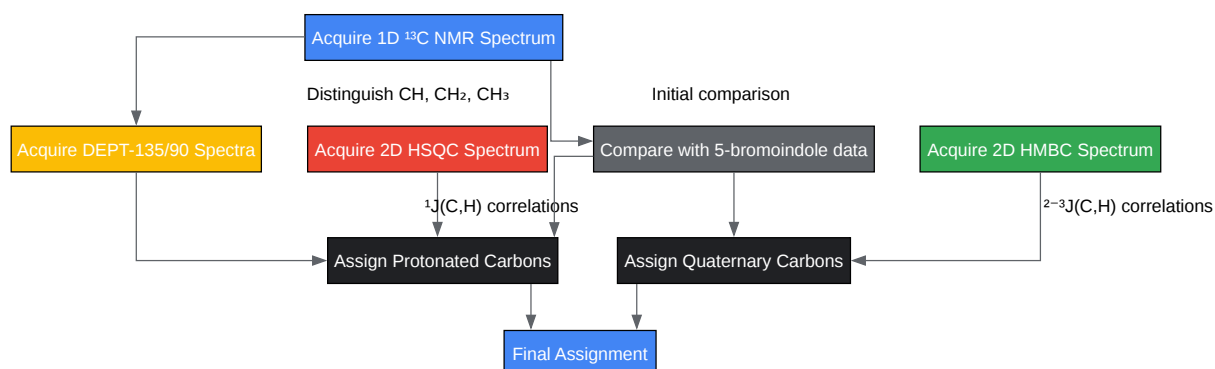 Acquire 1D ¹³C NMR Spectrum
Distinguish CH, CH₂, CH₃
Initial comparison
Acquire DEPT-135/90 Spectra
Acquire 2D HSQC Spectrum
Compare with 5-bromoindole data
Acquire 2D HMBC Spectrum
¹J(C,H) correlations
²⁻³J(C,H) correlations
Assign Protonated Carbons
Assign Quaternary Carbons
Final Assignment